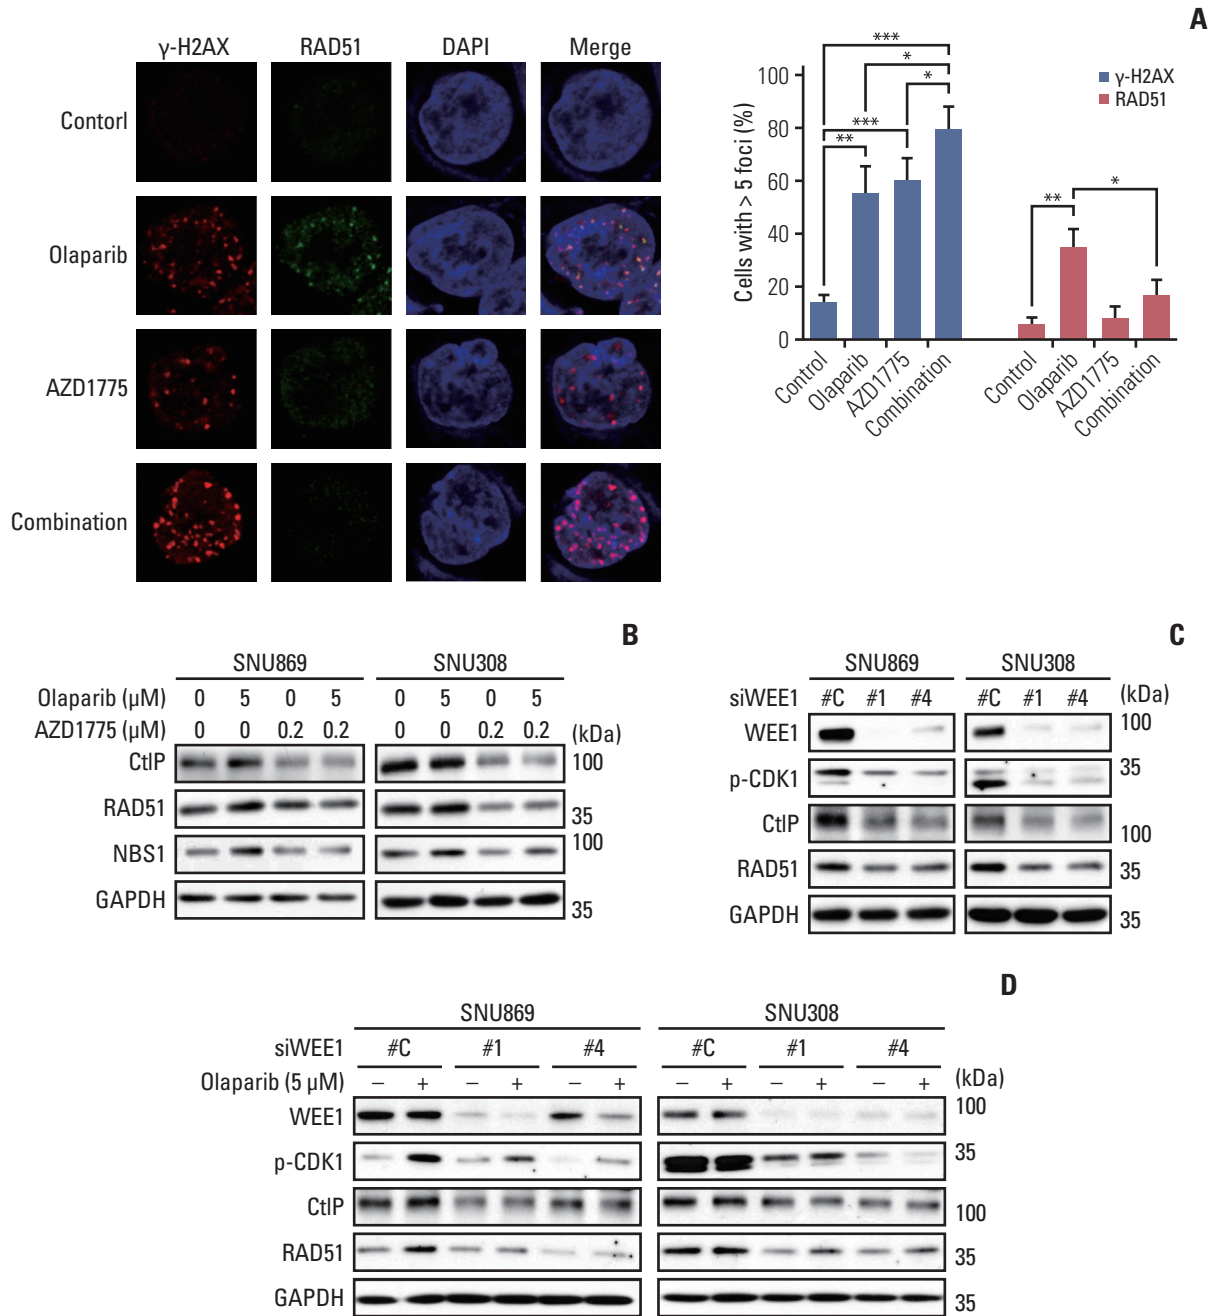 A
γ-H2AX RAD51 DAPI Merge
Contorl
Olaparib
AZD1775
Combination
Cells with > 5 foci (%)
100
80
60
40
20
0
*** * * *** ** ** *
γ-H2AX
RAD51
Control Olaparib AZD1775 Combination Control Olaparib AZD1775 Combination
B
SNU869 SNU308
Olaparib (μM) 0 5 0 5 0 5 0 5
AZD1775 (μM) 0 0 0.2 0.2 0 0 0.2 0.2 (kDa)
CtIP 100
RAD51 35
NBS1 100
GAPDH 35
C
SNU869 SNU308
siWEE1 #C #1 #4 #C #1 #4 (kDa)
WEE1 100
p-CDK1 35
CtIP 100
RAD51 35
GAPDH 35
D
SNU869 SNU308
siWEE1 #C #1 #4 #C #1 #4
Olaparib (5 μM) – + – + – + – + – + – + (kDa)
WEE1 100
p-CDK1 35
CtIP 100
RAD51 35
GAPDH 35